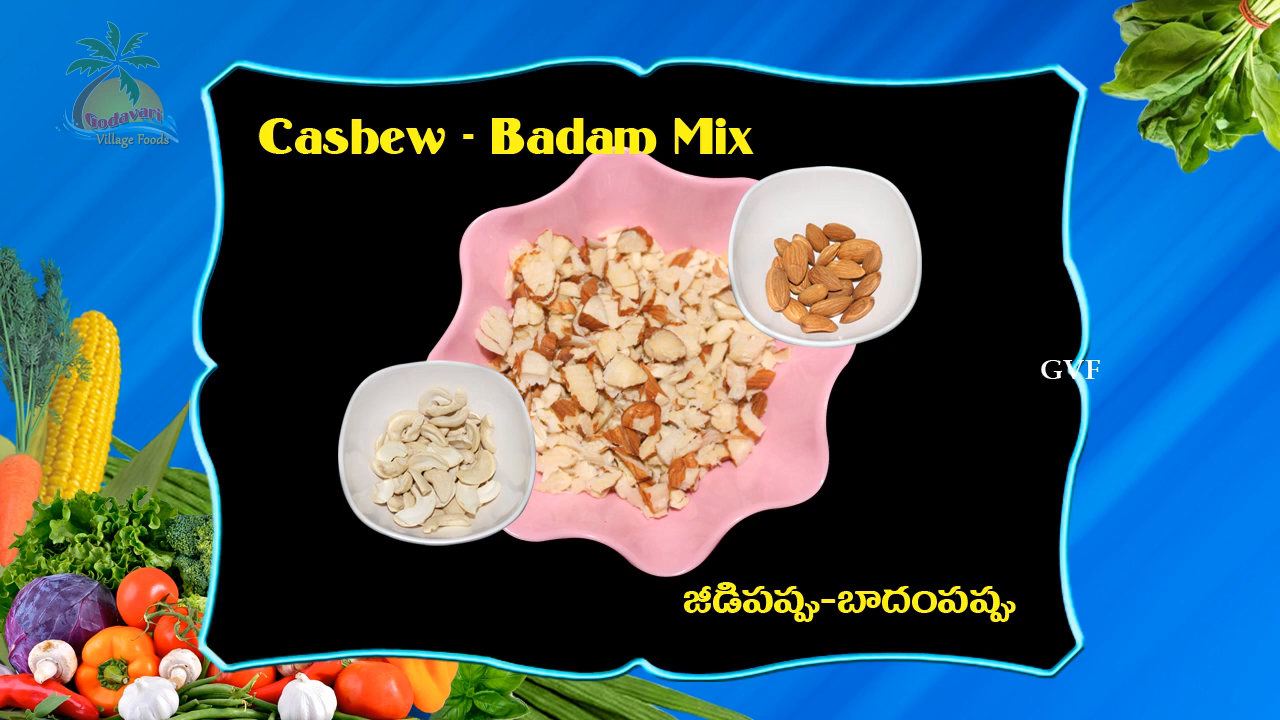 Godavari
Village Foods
Cashew - Badam Mix
GVF
జీడిపప్పు-బాదంపప్పు